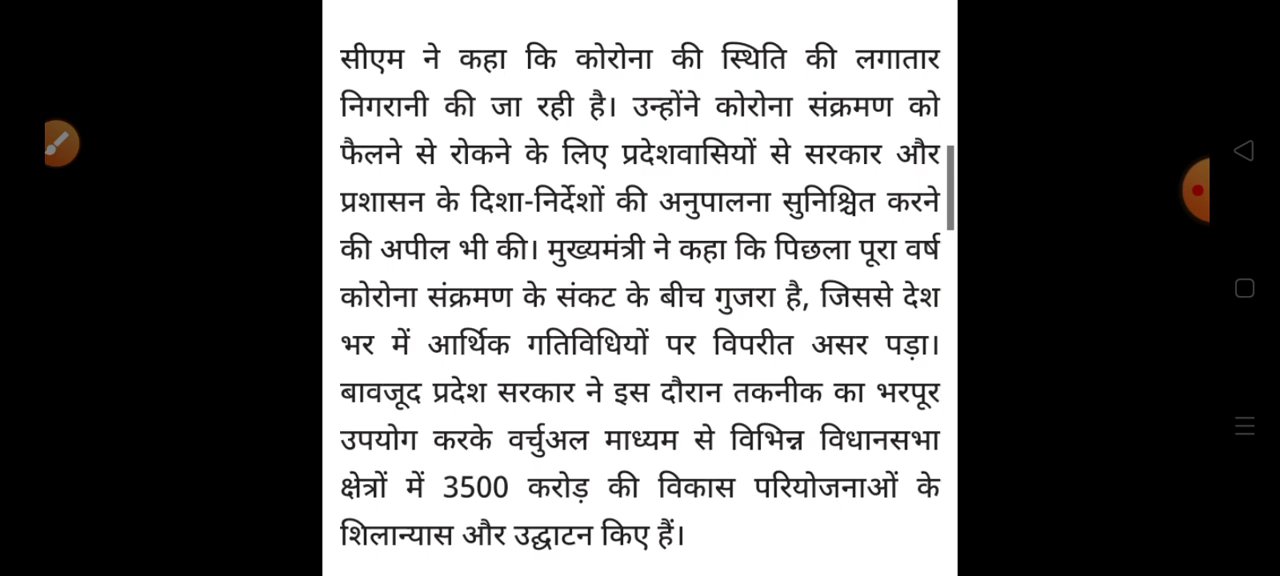 सीएम ने कहा कि कोरोना की स्थिति की लगातार
निगरानी की जा रही है। उन्होंने कोरोना संक्रमण को
फैलने से रोकने के लिए प्रदेशवासियों से सरकार और
प्रशासन के दिशा-निर्देशों की अनुपालना सुनिश्चित करने
की अपील भी की। मुख्यमंत्री ने कहा कि पिछला पूरा वर्ष
कोरोना संक्रमण के संकट के बीच गुजरा है, जिससे देश
भर में आर्थिक गतिविधियों पर विपरीत असर पड़ा।
बावजूद प्रदेश सरकार ने इस दौरान तकनीक का भरपूर
उपयोग करके वर्चुअल माध्यम से विभिन्न विधानसभा
क्षेत्रों में 3500 करोड़ की विकास परियोजनाओं के
शिलान्यास और उद्घाटन किए हैं।